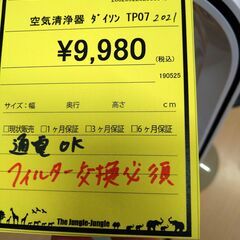 空気清浄器 ダイソン TP07 2021
¥9,980
(税込)
190525
サイズ:幅 奥行 高さ cm
□現状販売 □1ヶ月保証 □3ヶ月保証 □6ヶ月保証
通電OK
フィルター交換必須
The Jungle-Jungle